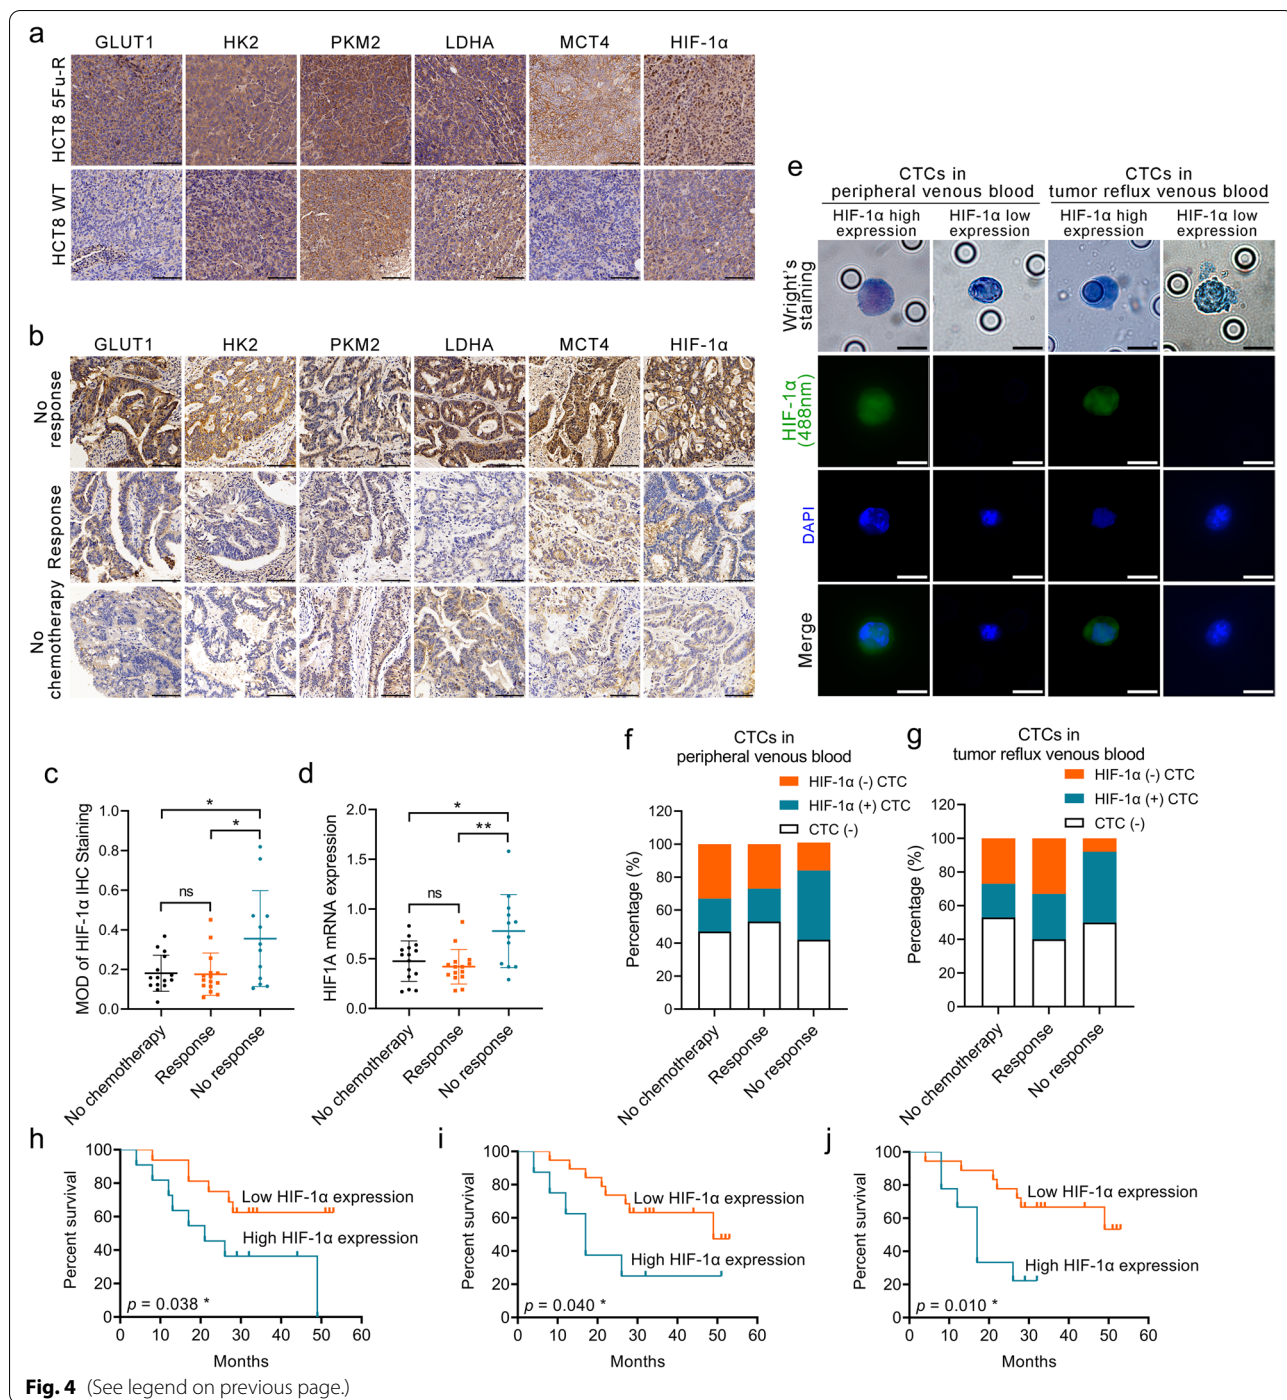 a
GLUT1 HK2 PKM2 LDHA MCT4 HIF-1α
HCT8 5Fu-R
HCT8 WT
b
GLUT1 HK2 PKM2 LDHA MCT4 HIF-1α
No response
Response
No chemotherapy
e
CTCs in peripheral venous blood
CTCs in tumor reflux venous blood
HIF-1α high expression
HIF-1α low expression
HIF-1α high expression
HIF-1α low expression
Wright's staining
HIF-1α (488nm)
DAPI
Merge
c
MOD of HIF-1α IHC Staining
1.0
0.8
0.6
0.4
0.2
0.0
*
*
ns
No chemotherapy
Response
No response
d
HIF1A mRNA expression
2.0
1.5
1.0
0.5
0.0
*
**
ns
No chemotherapy
Response
No response
f
CTCs in
peripheral venous blood
HIF-1α (-) CTC
HIF-1α (+) CTC
CTC (-)
Percentage (%)
120
100
80
60
40
20
0
No chemotherapy
Response
No response
g
CTCs in
tumor reflux venous blood
HIF-1α (-) CTC
HIF-1α (+) CTC
CTC (-)
Percentage (%)
120
100
80
60
40
20
0
No chemotherapy
Response
No response
h
Percent survival
100
80
60
40
20
0
Low HIF-1α expression
High HIF-1α expression
p = 0.038 *
0 10 20 30 40 50 60
Months
i
Percent survival
100
80
60
40
20
0
Low HIF-1α expression
High HIF-1α expression
p = 0.040 *
0 20 40 60
Months
j
Percent survival
100
80
60
40
20
0
Low HIF-1α expression
High HIF-1α expression
p = 0.010 *
0 10 20 30 40 50 60
Months
Fig. 4 (See legend on previous page.)